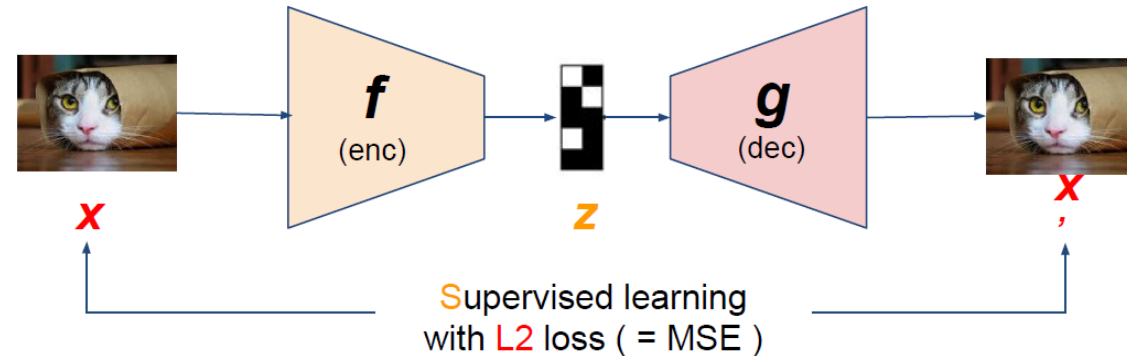 f
(enc)
g
(dec)
x
z
x
,
Supervised learning
with L2 loss ( = MSE )